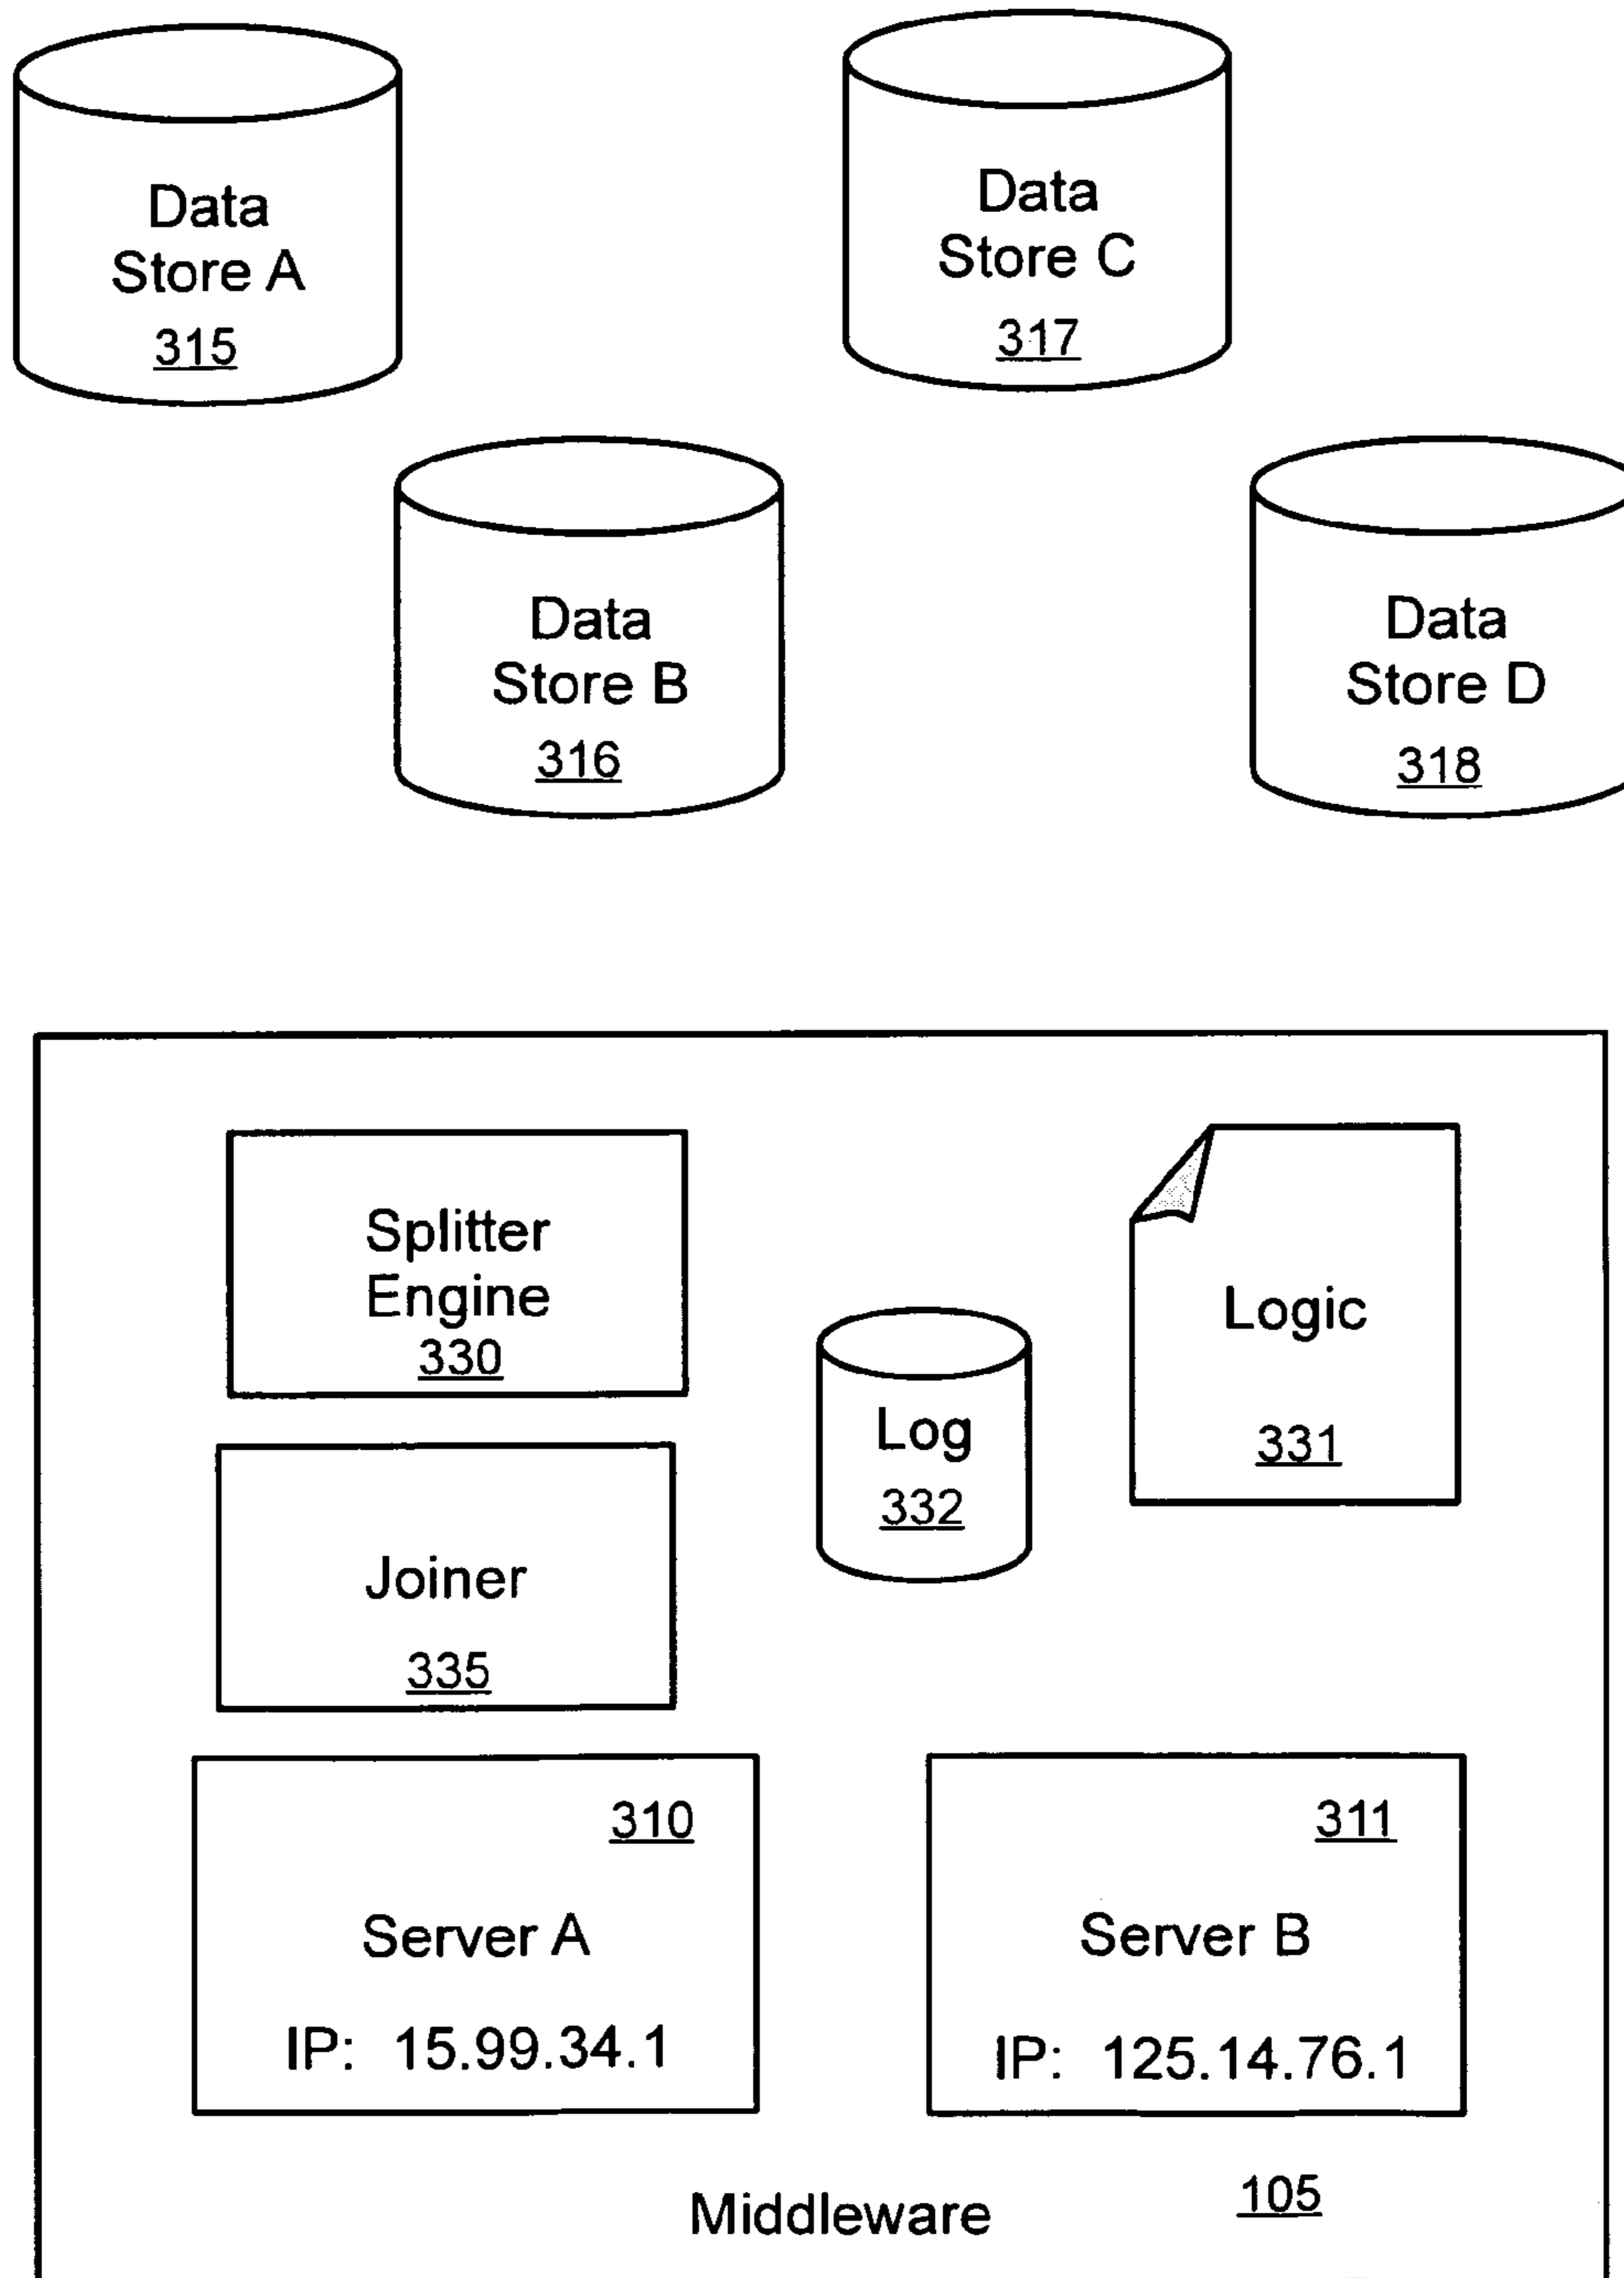 Data
Store A
315
Data
Store C
317
Data
Store B
316
Data
Store D
318
Splitter
Engine
330
Logic
331
Log
332
Joiner
335
310
Server A
IP: 15.99.34.1
311
Server B
IP: 125.14.76.1
Middleware
105